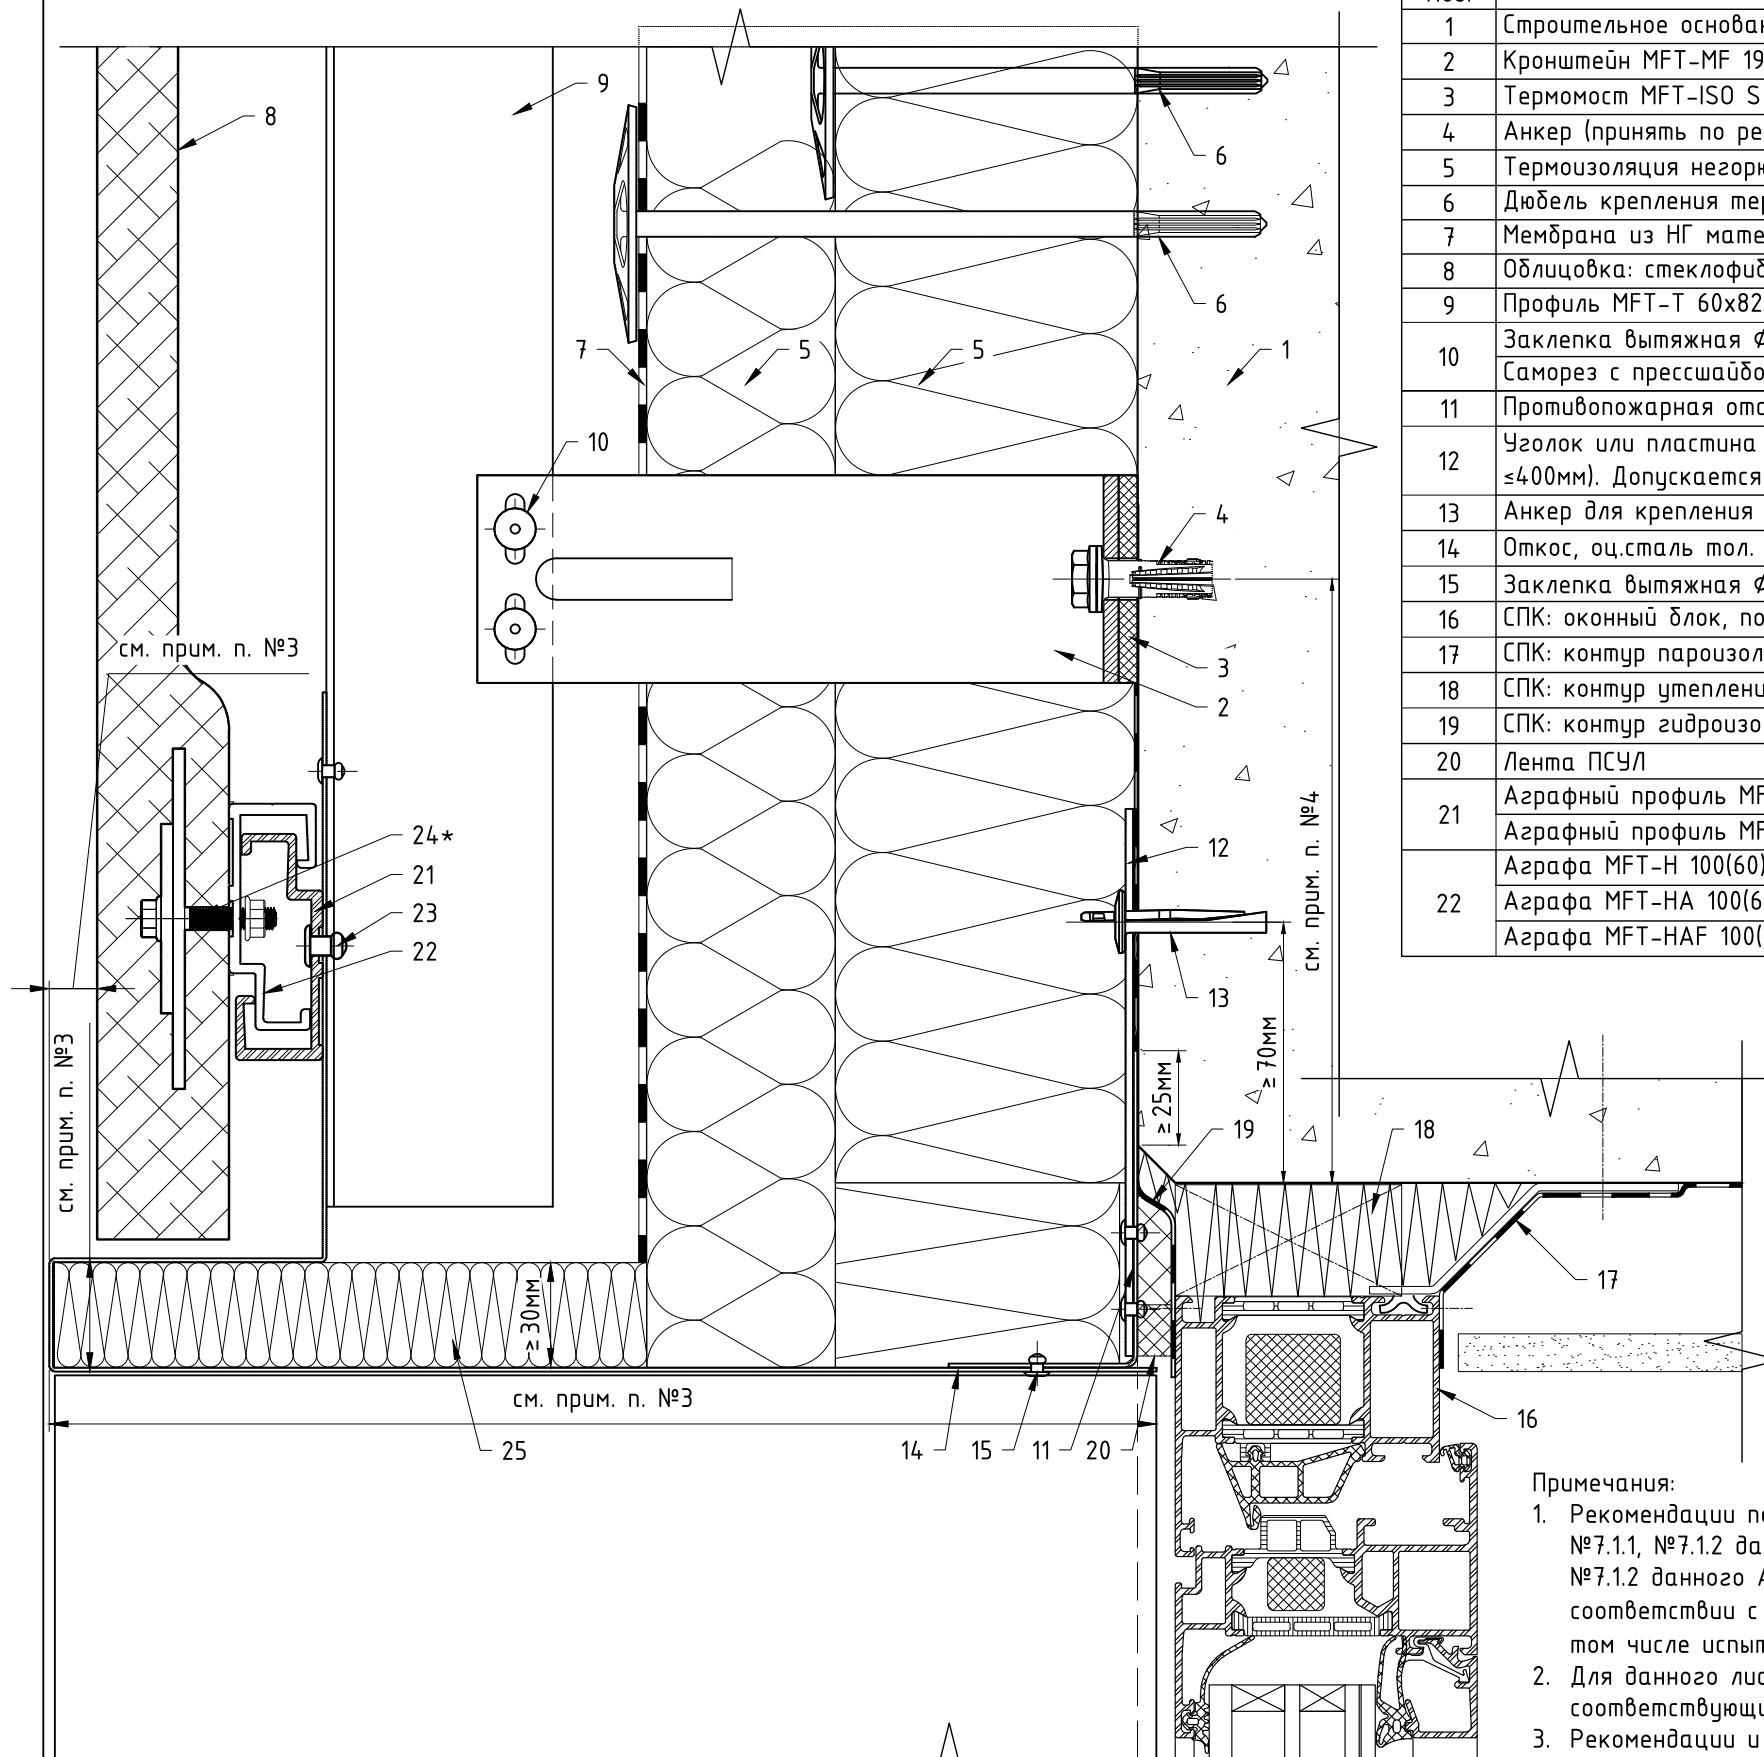 1 Строительное основан
2 Кронштейн MFT-MF 19
3 Термомост MFT-ISO S
4 Анкер (принять по ре
5 Термоизоляция негорю
6 Дюбель крепления тер
7 Мембрана из НГ мате
8 Облицовка: стеклофиб
9 Профиль MFT-T 60x82
10 Заклепка вытяжная Ф
Саморез с прессшайбо
11 Противопожарная отс
12 Уголок или пластина
≤400мм). Допускается
13 Анкер для крепления
14 Откос, оц.сталь тол.
15 Заклепка вытяжная Ф
16 СПК: оконный блок, по
17 СПК: контур пароизол
18 СПК: контур утеплени
19 СПК: контур гидроизо
20 Лента ПСУЛ
21 Аграфный профиль MF
Аграфный профиль MF
22 Аграфа MFT-H 100(60)
Аграфа MFT-HA 100(6
Аграфа MFT-HAF 100(
8
9
6
6
7
5
5
1
10
4
3
2
см. прим. п. №3
24*
21
23
22
12
13
см. прим. п. №4
≥70мм
≥25мм
19
18
17
16
см. прим. п. №3
≥30мм
см. прим. п. №3
25
14
15
11
20
Примечания:
1. Рекомендации по
№7.1.1, №7.1.2 да
№7.1.2 данного А
соответствии с
том числе испы
2. Для данного лис
соответствующи
3. Рекомендации и